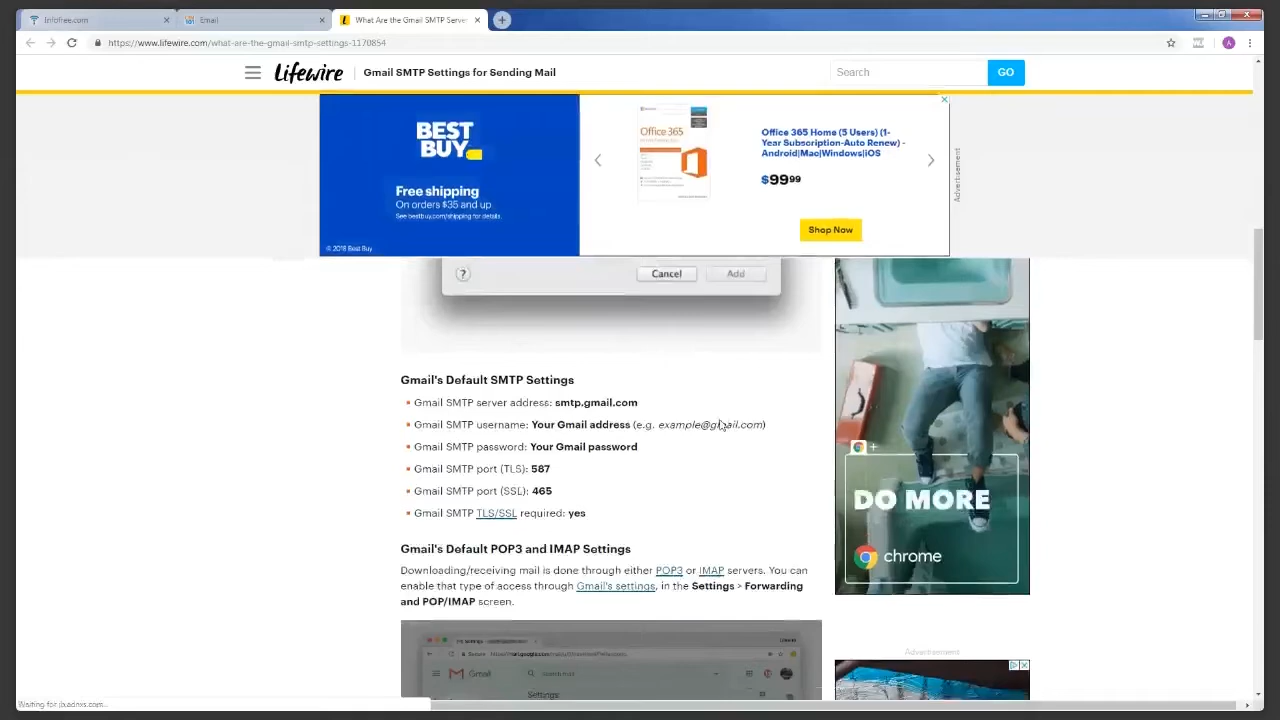 Infofree.com
Email
What Are the Gmail SMTP Serve
https://www.lifewire.com/what-are-the-gmail-smtp-settings-1170854
Lifewire
Gmail SMTP Settings for Sending Mail
Search
GO
BEST
BUY
Free shipping
On orders $35 and up
See bestbuy.com/shipping for details.
© 2018 Best Buy
Office 365
Office 365 Home (5 Users) (1-
Year Subscription-Auto Renew) -
Android|Mac|Windows|iOS
$99 99
Shop Now
Advertisement
?
Cancel
Add
Gmail's Default SMTP Settings
Gmail SMTP server address: smtp.gmail.com
Gmail SMTP username: Your Gmail address (e.g. example@gmail.com)
Gmail SMTP password: Your Gmail password
Gmail SMTP port (TLS): 587
Gmail SMTP port (SSL): 465
Gmail SMTP TLS/SSL required: yes
Gmail's Default POP3 and IMAP Settings
Downloading/receiving mail is done through either POP3 or IMAP servers. You can
enable that type of access through Gmail's settings, in the Settings > Forwarding
and POP/IMAP screen.
Gmail
Search mail
Settings
DO MORE
chrome
Advertisement
Waiting for ib.adnxs.com...